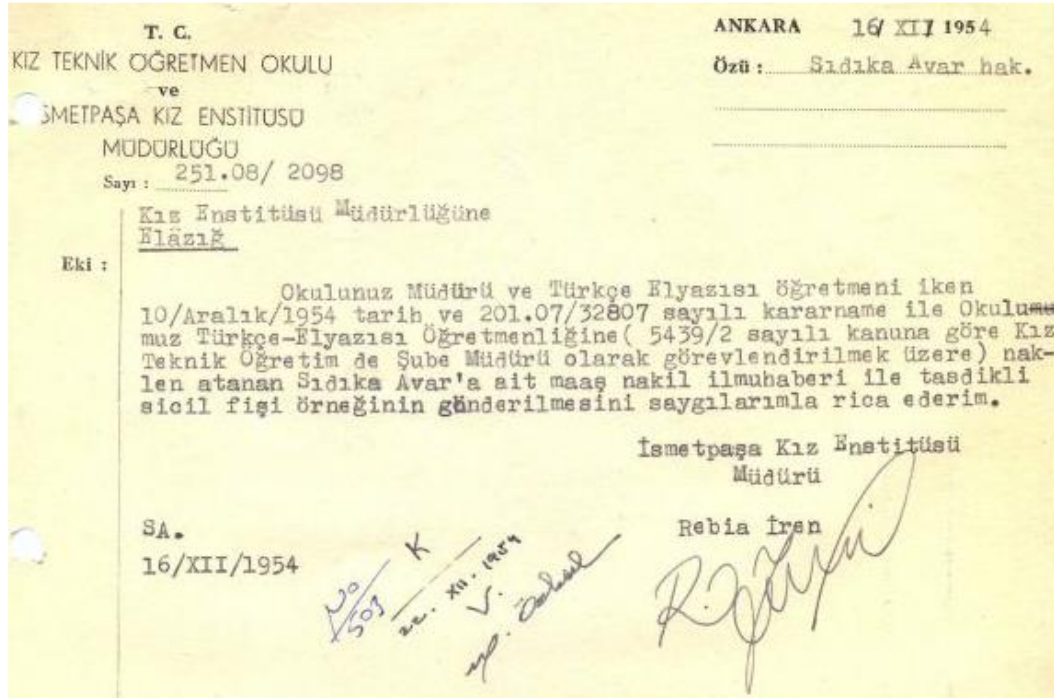 T. C.
KIZ TEKNİK ÖĞRETMEN OKULU
ve
İSMETPAŞA KIZ ENSTİTÜSÜ
MÜDÜRLÜĞÜ
Sayı : 251.08/ 2098
ANKARA 16/ XII 1954
Özü : Sıdıka Avar hak.
Kız Enstitüsü Müdürlüğüne
Elâzığ
Eki :
Okulunuz Müdürü ve Türkçe Elyazısı öğretmeni iken
10/Aralık/1954 tarih ve 201.07/32807 sayılı kararname ile Okulumu
muz Türkçe-Elyazısı Öğretmenliğine( 5439/2 sayılı kanuna göre Kız
Teknik Öğretim de Şube Müdürü olarak görevlendirilmek üzere) nak-
len atanan Sıdıka Avar'a ait maaş nakil ilmuhaberi ile tasdikli
sicil fişi örneğinin gönderilmesini saygılarımla rica ederim.
İsmetpaşa Kız Enstitüsü
Müdürü
Rebia İren
SA.
16/XII/1954
No
503
K
22. XII. 1954
V.